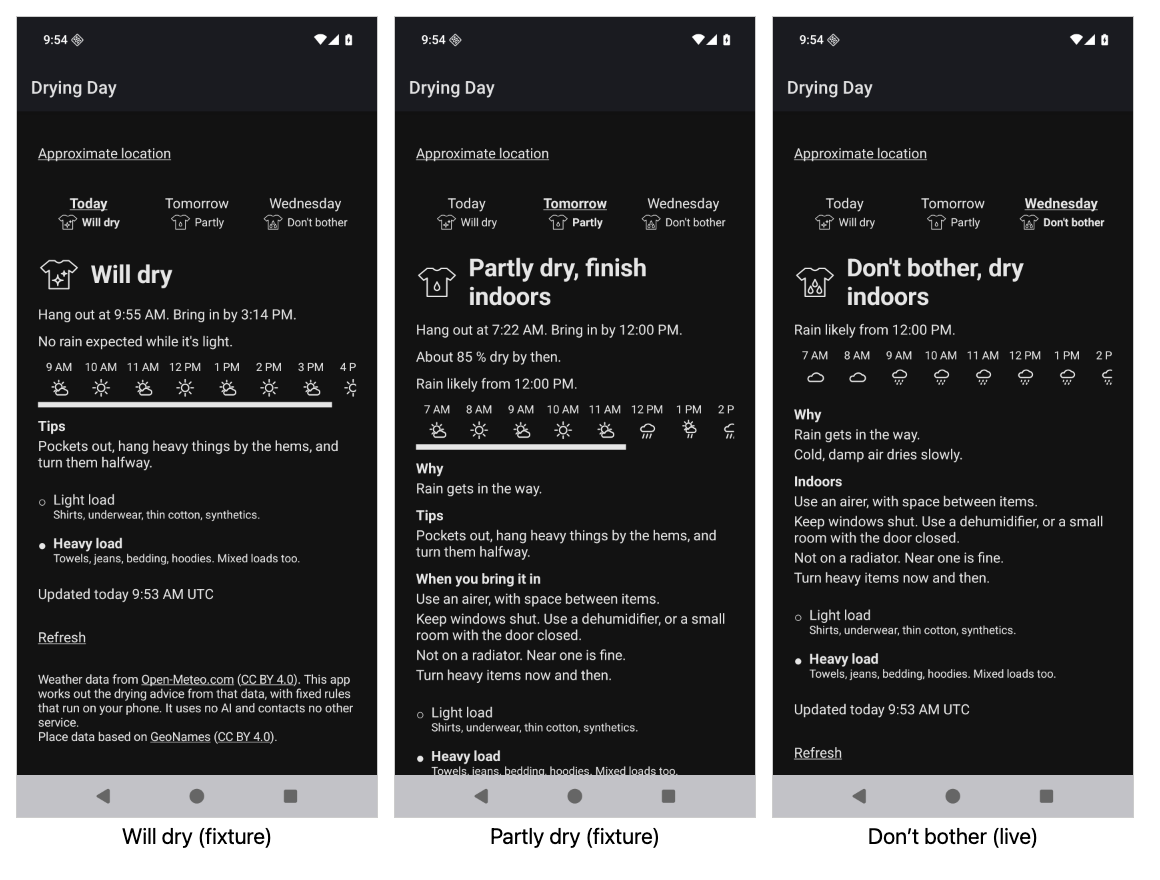 9:54
Drying Day
Approximate location
Today Tomorrow Wednesday
Will dry Partly Don't bother
Will dry
Hang out at 9:55 AM. Bring in by 3:14 PM.
No rain expected while it's light.
9 AM 10 AM 11 AM 12 PM 1 PM 2 PM 3 PM 4 P
Tips
Pockets out, hang heavy things by the hems, and
turn them halfway.
Light load
Shirts, underwear, thin cotton, synthetics.
Heavy load
Towels, jeans, bedding, hoodies. Mixed loads too.
Updated today 9:53 AM UTC
Refresh
Weather data from Open-Meteo.com (CC BY 4.0). This app
works out the drying advice from that data, with fixed rules
that run on your phone. It uses no AI and contacts no other
service.
Place data based on GeoNames (CC BY 4.0).
Will dry (fixture)
9:54
Drying Day
Approximate location
Today Tomorrow Wednesday
Will dry Partly Don't bother
Partly dry, finish
indoors
Hang out at 7:22 AM. Bring in by 12:00 PM.
About 85 % dry by then.
Rain likely from 12:00 PM.
7 AM 8 AM 9 AM 10 AM 11 AM 12 PM 1 PM 2 P
Why
Rain gets in the way.
Tips
Pockets out, hang heavy things by the hems, and
turn them halfway.
When you bring it in
Use an airer, with space between items.
Keep windows shut. Use a dehumidifier, or a small
room with the door closed.
Not on a radiator. Near one is fine.
Turn heavy items now and then.
Light load
Shirts, underwear, thin cotton, synthetics.
Heavy load
Towels, jeans, bedding, hoodies. Mixed loads too.
Partly dry (fixture)
9:54
Drying Day
Approximate location
Today Tomorrow Wednesday
Will dry Partly Don't bother
Don't bother, dry
indoors
Rain likely from 12:00 PM.
7 AM 8 AM 9 AM 10 AM 11 AM 12 PM 1 PM 2 P
Why
Rain gets in the way.
Cold, damp air dries slowly.
Indoors
Use an airer, with space between items.
Keep windows shut. Use a dehumidifier, or a small
room with the door closed.
Not on a radiator. Near one is fine.
Turn heavy items now and then.
Light load
Shirts, underwear, thin cotton, synthetics.
Heavy load
Towels, jeans, bedding, hoodies. Mixed loads too.
Updated today 9:53 AM UTC
Refresh
Don’t bother (live)